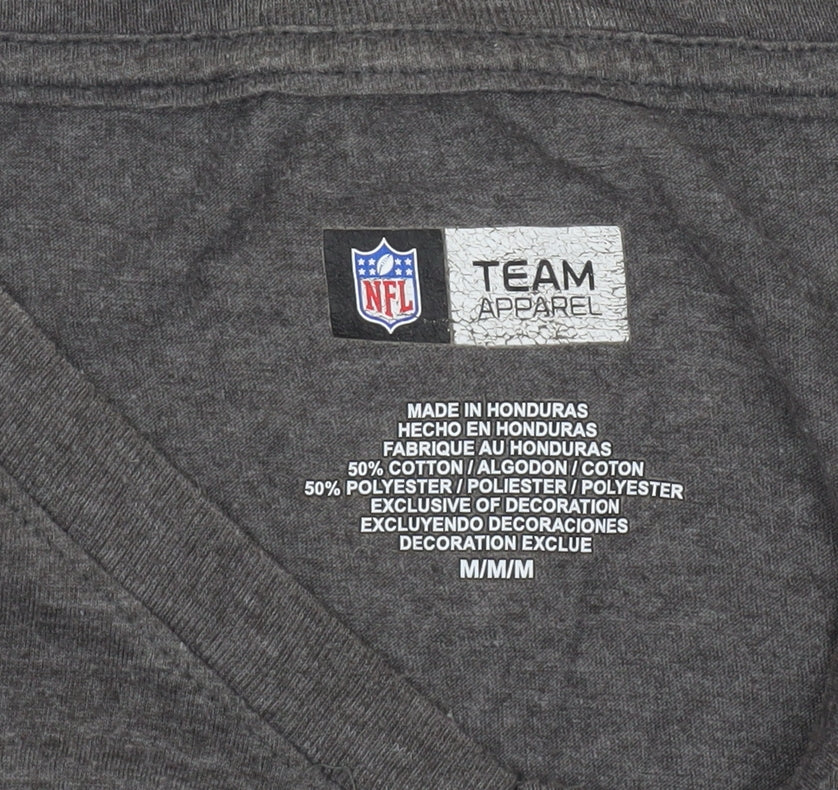 NFL
TEAM
APPAREL
MADE IN HONDURAS
HECHO EN HONDURAS
FABRIQUE AU HONDURAS
50% COTTON / ALGODON / COTON
50% POLYESTER / POLIESTER / POLYESTER
EXCLUSIVE OF DECORATION
EXCLUYENDO DECORACIONES
DECORATION EXCLUE
M/M/M